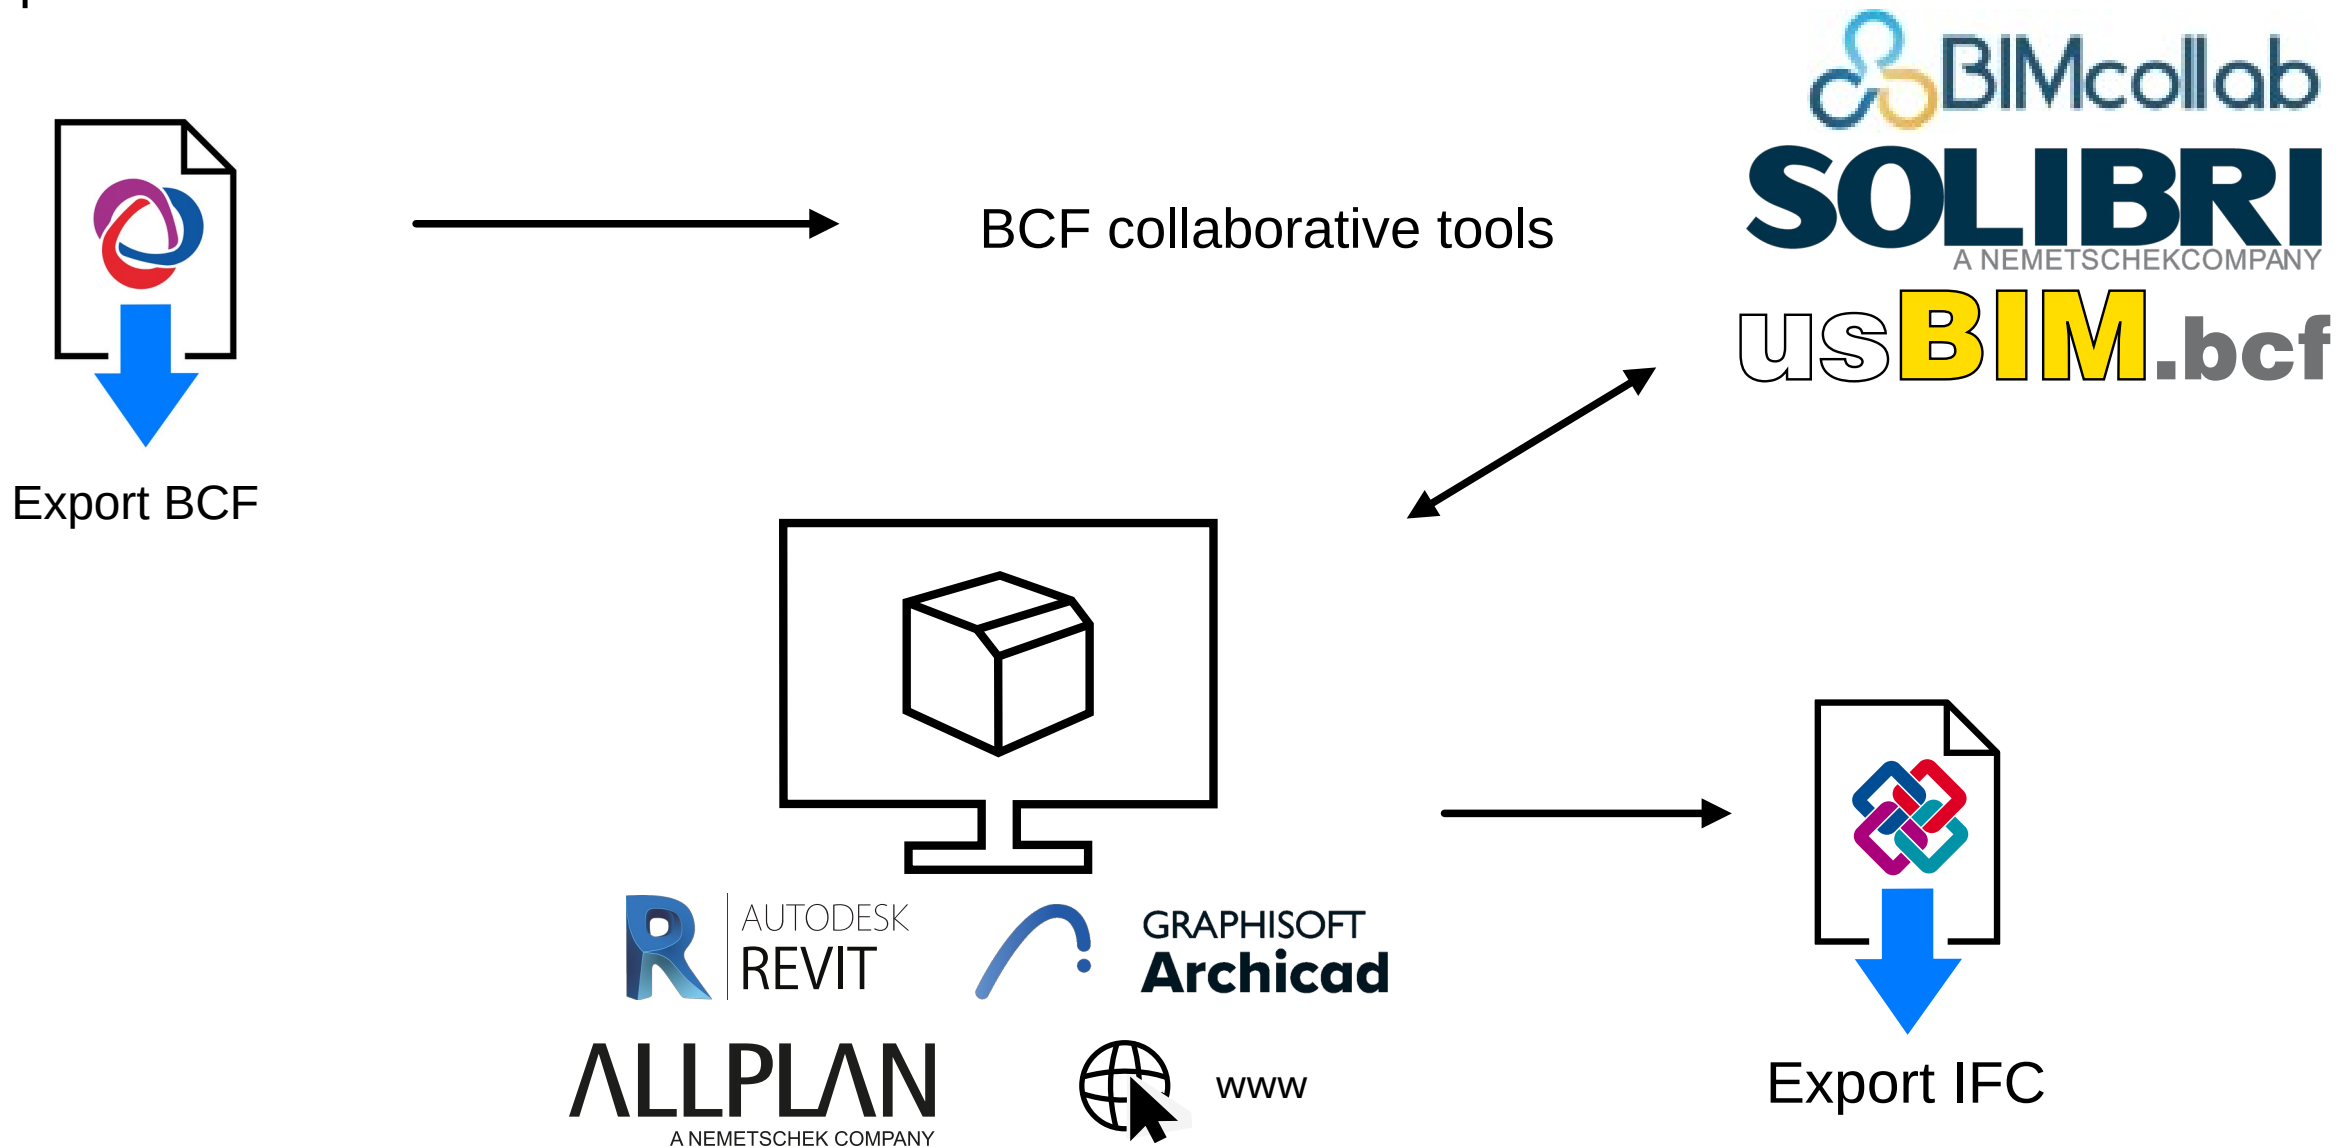 BIMcollab
SOLIBRI
A NEMETSCHEKCOMPANY
BCF collaborative tools
usBIM.bcf
Export BCF
AUTODESK
REVIT
GRAPHISOFT
Archicad
ALLPLAN
A NEMETSCHEK COMPANY
www
Export IFC